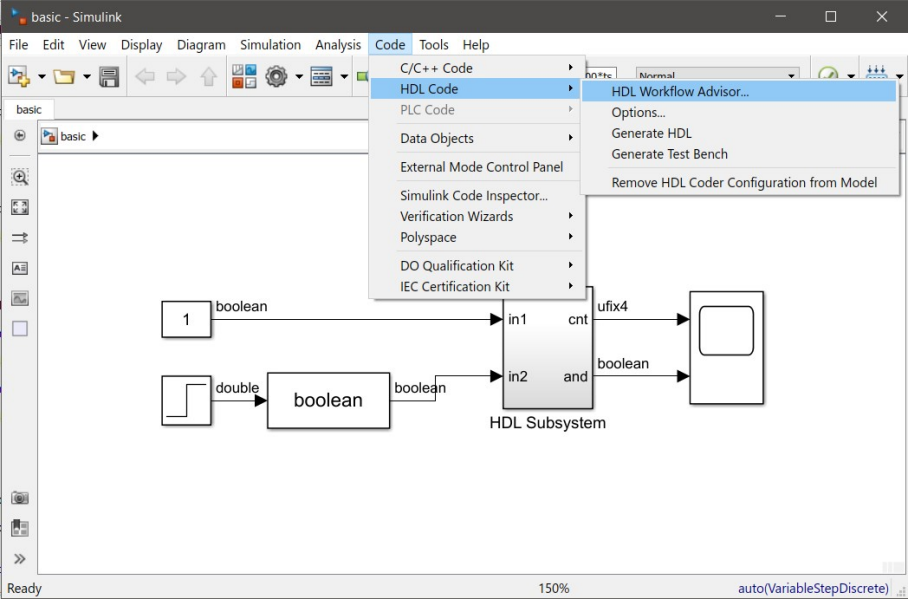 basic - Simulink
File Edit View Display Diagram Simulation Analysis Code Tools Help
Normal
basic
basic
C/C++ Code
HDL Code
PLC Code
Data Objects
External Mode Control Panel
Simulink Code Inspector...
Verification Wizards
Polyspace
DO Qualification Kit
IEC Certification Kit
HDL Workflow Advisor...
Options...
Generate HDL
Generate Test Bench
Remove HDL Coder Configuration from Model
1
boolean
double
boolean
boolean
in1
cnt
in2
and
HDL Subsystem
ufix4
boolean
Ready
150%
auto(VariableStepDiscrete)